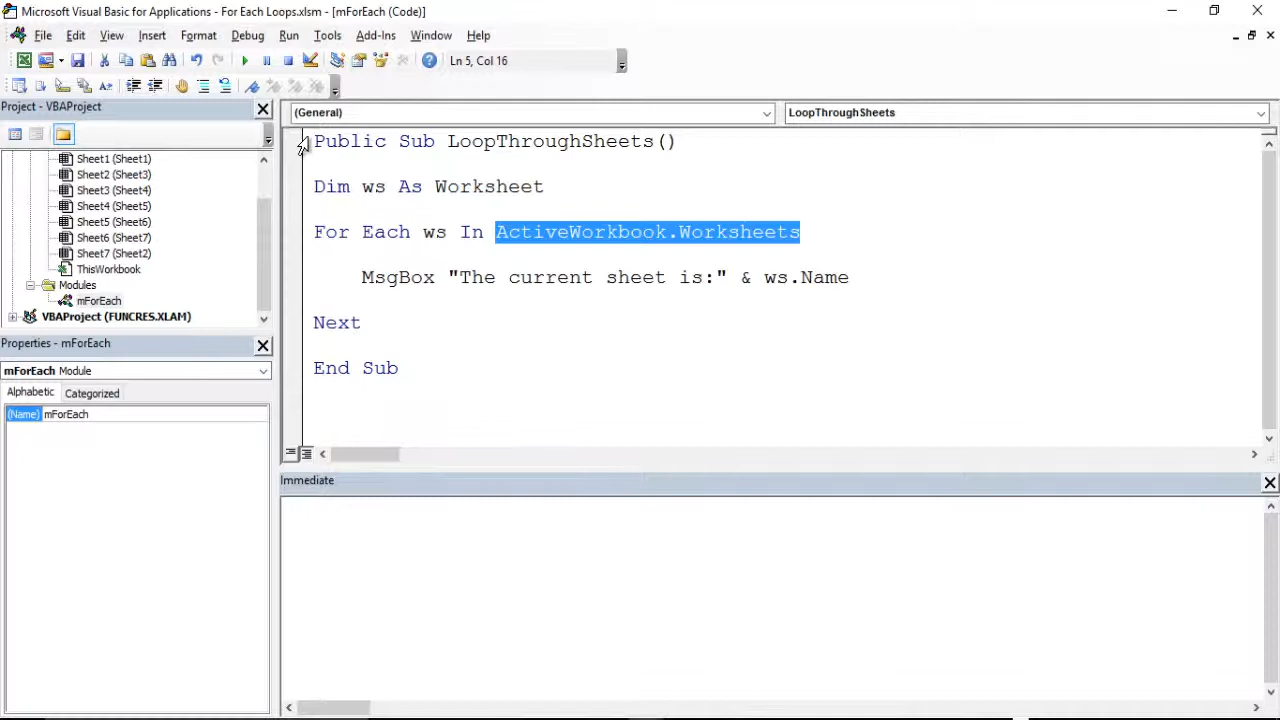 Microsoft Visual Basic for Applications - For Each Loops.xlsm - [mForEach (Code)]
File Edit View Insert Format Debug Run Tools Add-Ins Window Help
Ln 5, Col 16
Project - VBAProject
Sheet1 (Sheet1)
Sheet2 (Sheet3)
Sheet3 (Sheet4)
Sheet4 (Sheet5)
Sheet5 (Sheet6)
Sheet6 (Sheet7)
Sheet7 (Sheet2)
ThisWorkbook
Modules
mForEach
VBAProject (FUNCRES.XLAM)
Properties - mForEach
mForEach Module
Alphabetic Categorized
(Name) mForEach
(General) LoopThroughSheets
Public Sub LoopThroughSheets()
Dim ws As Worksheet
For Each ws In ActiveWorkbook.Worksheets
MsgBox "The current sheet is:" & ws.Name
Next
End Sub
Immediate